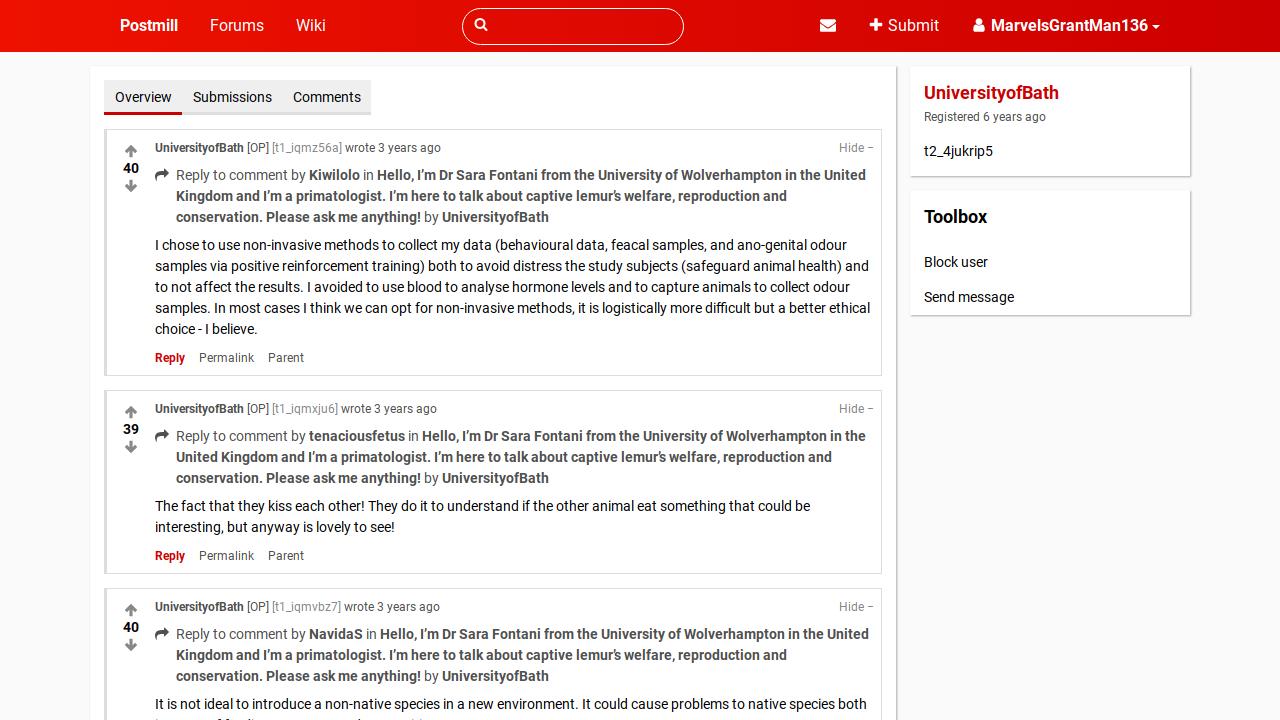 Postmill
Forums
Wiki
Submit
MarvelsGrantMan136
Overview
Submissions
Comments
UniversityofBath [OP] [t1_iqmz56a] wrote 3 years ago
Hide −
40
Reply to comment by Kiwilolo in Hello, I’m Dr Sara Fontani from the University of Wolverhampton in the United
Kingdom and I’m a primatologist. I’m here to talk about captive lemur’s welfare, reproduction and
conservation. Please ask me anything! by UniversityofBath
I chose to use non-invasive methods to collect my data (behavioural data, feacal samples, and ano-genital odour
samples via positive reinforcement training) both to avoid distress the study subjects (safeguard animal health) and
to not affect the results. I avoided to use blood to analyse hormone levels and to capture animals to collect odour
samples. In most cases I think we can opt for non-invasive methods, it is logistically more difficult but a better ethical
choice - I believe.
Reply
Permalink
Parent
UniversityofBath [OP] [t1_iqmxju6] wrote 3 years ago
Hide −
39
Reply to comment by tenaciousfetus in Hello, I’m Dr Sara Fontani from the University of Wolverhampton in the
United Kingdom and I’m a primatologist. I’m here to talk about captive lemur’s welfare, reproduction and
conservation. Please ask me anything! by UniversityofBath
The fact that they kiss each other! They do it to understand if the other animal eat something that could be
interesting, but anyway is lovely to see!
Reply
Permalink
Parent
UniversityofBath [OP] [t1_iqmvbz7] wrote 3 years ago
Hide −
40
Reply to comment by NavidaS in Hello, I’m Dr Sara Fontani from the University of Wolverhampton in the United
Kingdom and I’m a primatologist. I’m here to talk about captive lemur’s welfare, reproduction and
conservation. Please ask me anything! by UniversityofBath
It is not ideal to introduce a non-native species in a new environment. It could cause problems to native species both
UniversityofBath
Registered 6 years ago
t2_4jukrip5
Toolbox
Block user
Send message